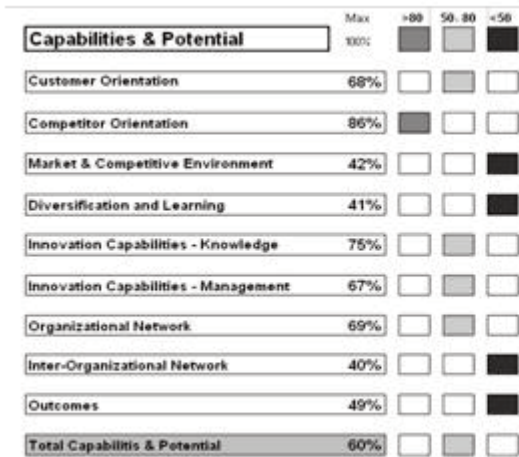 Max >80 50. 80 <50
Capabilities & Potential 100%
Customer Orientation 68%
Competitor Orientation 86%
Market & Competitive Environment 42%
Diversification and Learning 41%
Innovation Capabilities - Knowledge 75%
Innovation Capabilities - Management 67%
Organizational Network 69%
Inter-Organizational Network 40%
Outcomes 49%
Total Capabilitis & Potential 60%